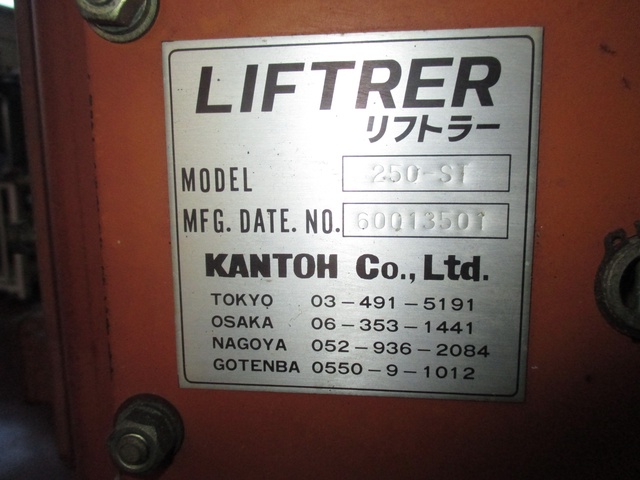 LIFTRER
リフトラー
MODEL 250-ST
MFG. DATE. NO. 60Q13501
KANTOH Co., Ltd.
TOKYO 03-491-5191
OSAKA 06-353-1441
NAGOYA 052-936-2084
GOTENBA 0550-9-1012